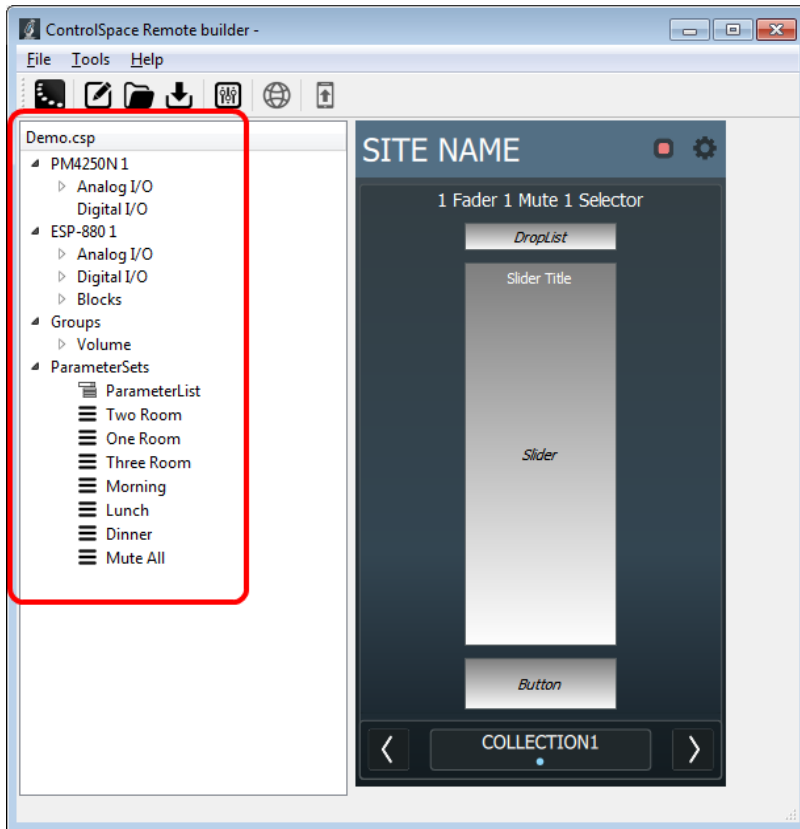 ControlSpace Remote builder -
File Tools Help
Demo.csp
PM4250N 1
Analog I/O
Digital I/O
ESP-880 1
Analog I/O
Digital I/O
Blocks
Groups
Volume
ParameterSets
ParameterList
Two Room
One Room
Three Room
Morning
Lunch
Dinner
Mute All
SITE NAME
1 Fader 1 Mute 1 Selector
DropList
Slider Title
Slider
Button
COLLECTION1